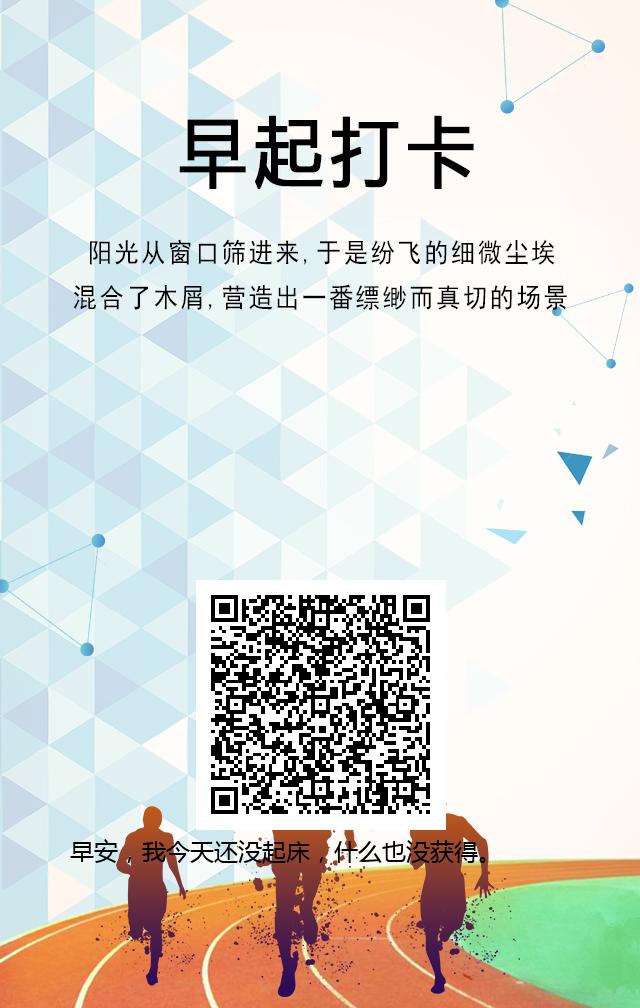 早起打卡
阳光从窗口筛进来,于是纷飞的细微尘埃
混合了木屑,营造出一番缥缈而真切的场景
早安，我今天还没起床，什么也没获得。